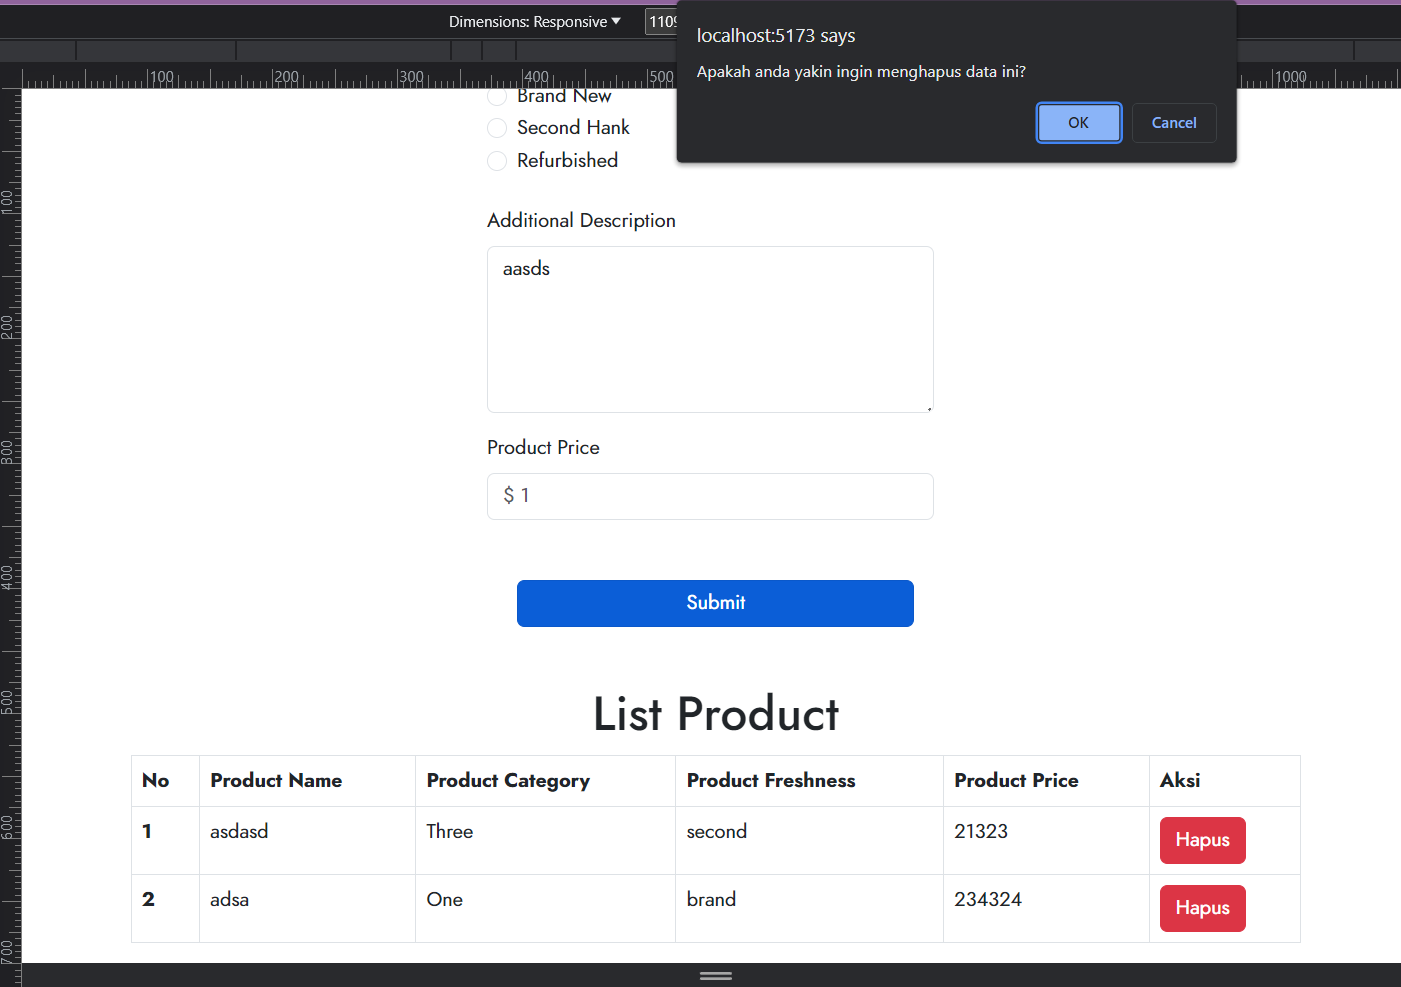 Dimensions: Responsive
localhost:5173 says
Apakah anda yakin ingin menghapus data ini?
OK Cancel
100 200 300 400 500 1000
100
200
300
400
500
600
700
Brand New
Second Hank
Refurbished
Additional Description
aasds
Product Price
$ 1
Submit
List Product
No Product Name Product Category Product Freshness Product Price Aksi
1 asdasd Three second 21323 Hapus
2 adsa One brand 234324 Hapus